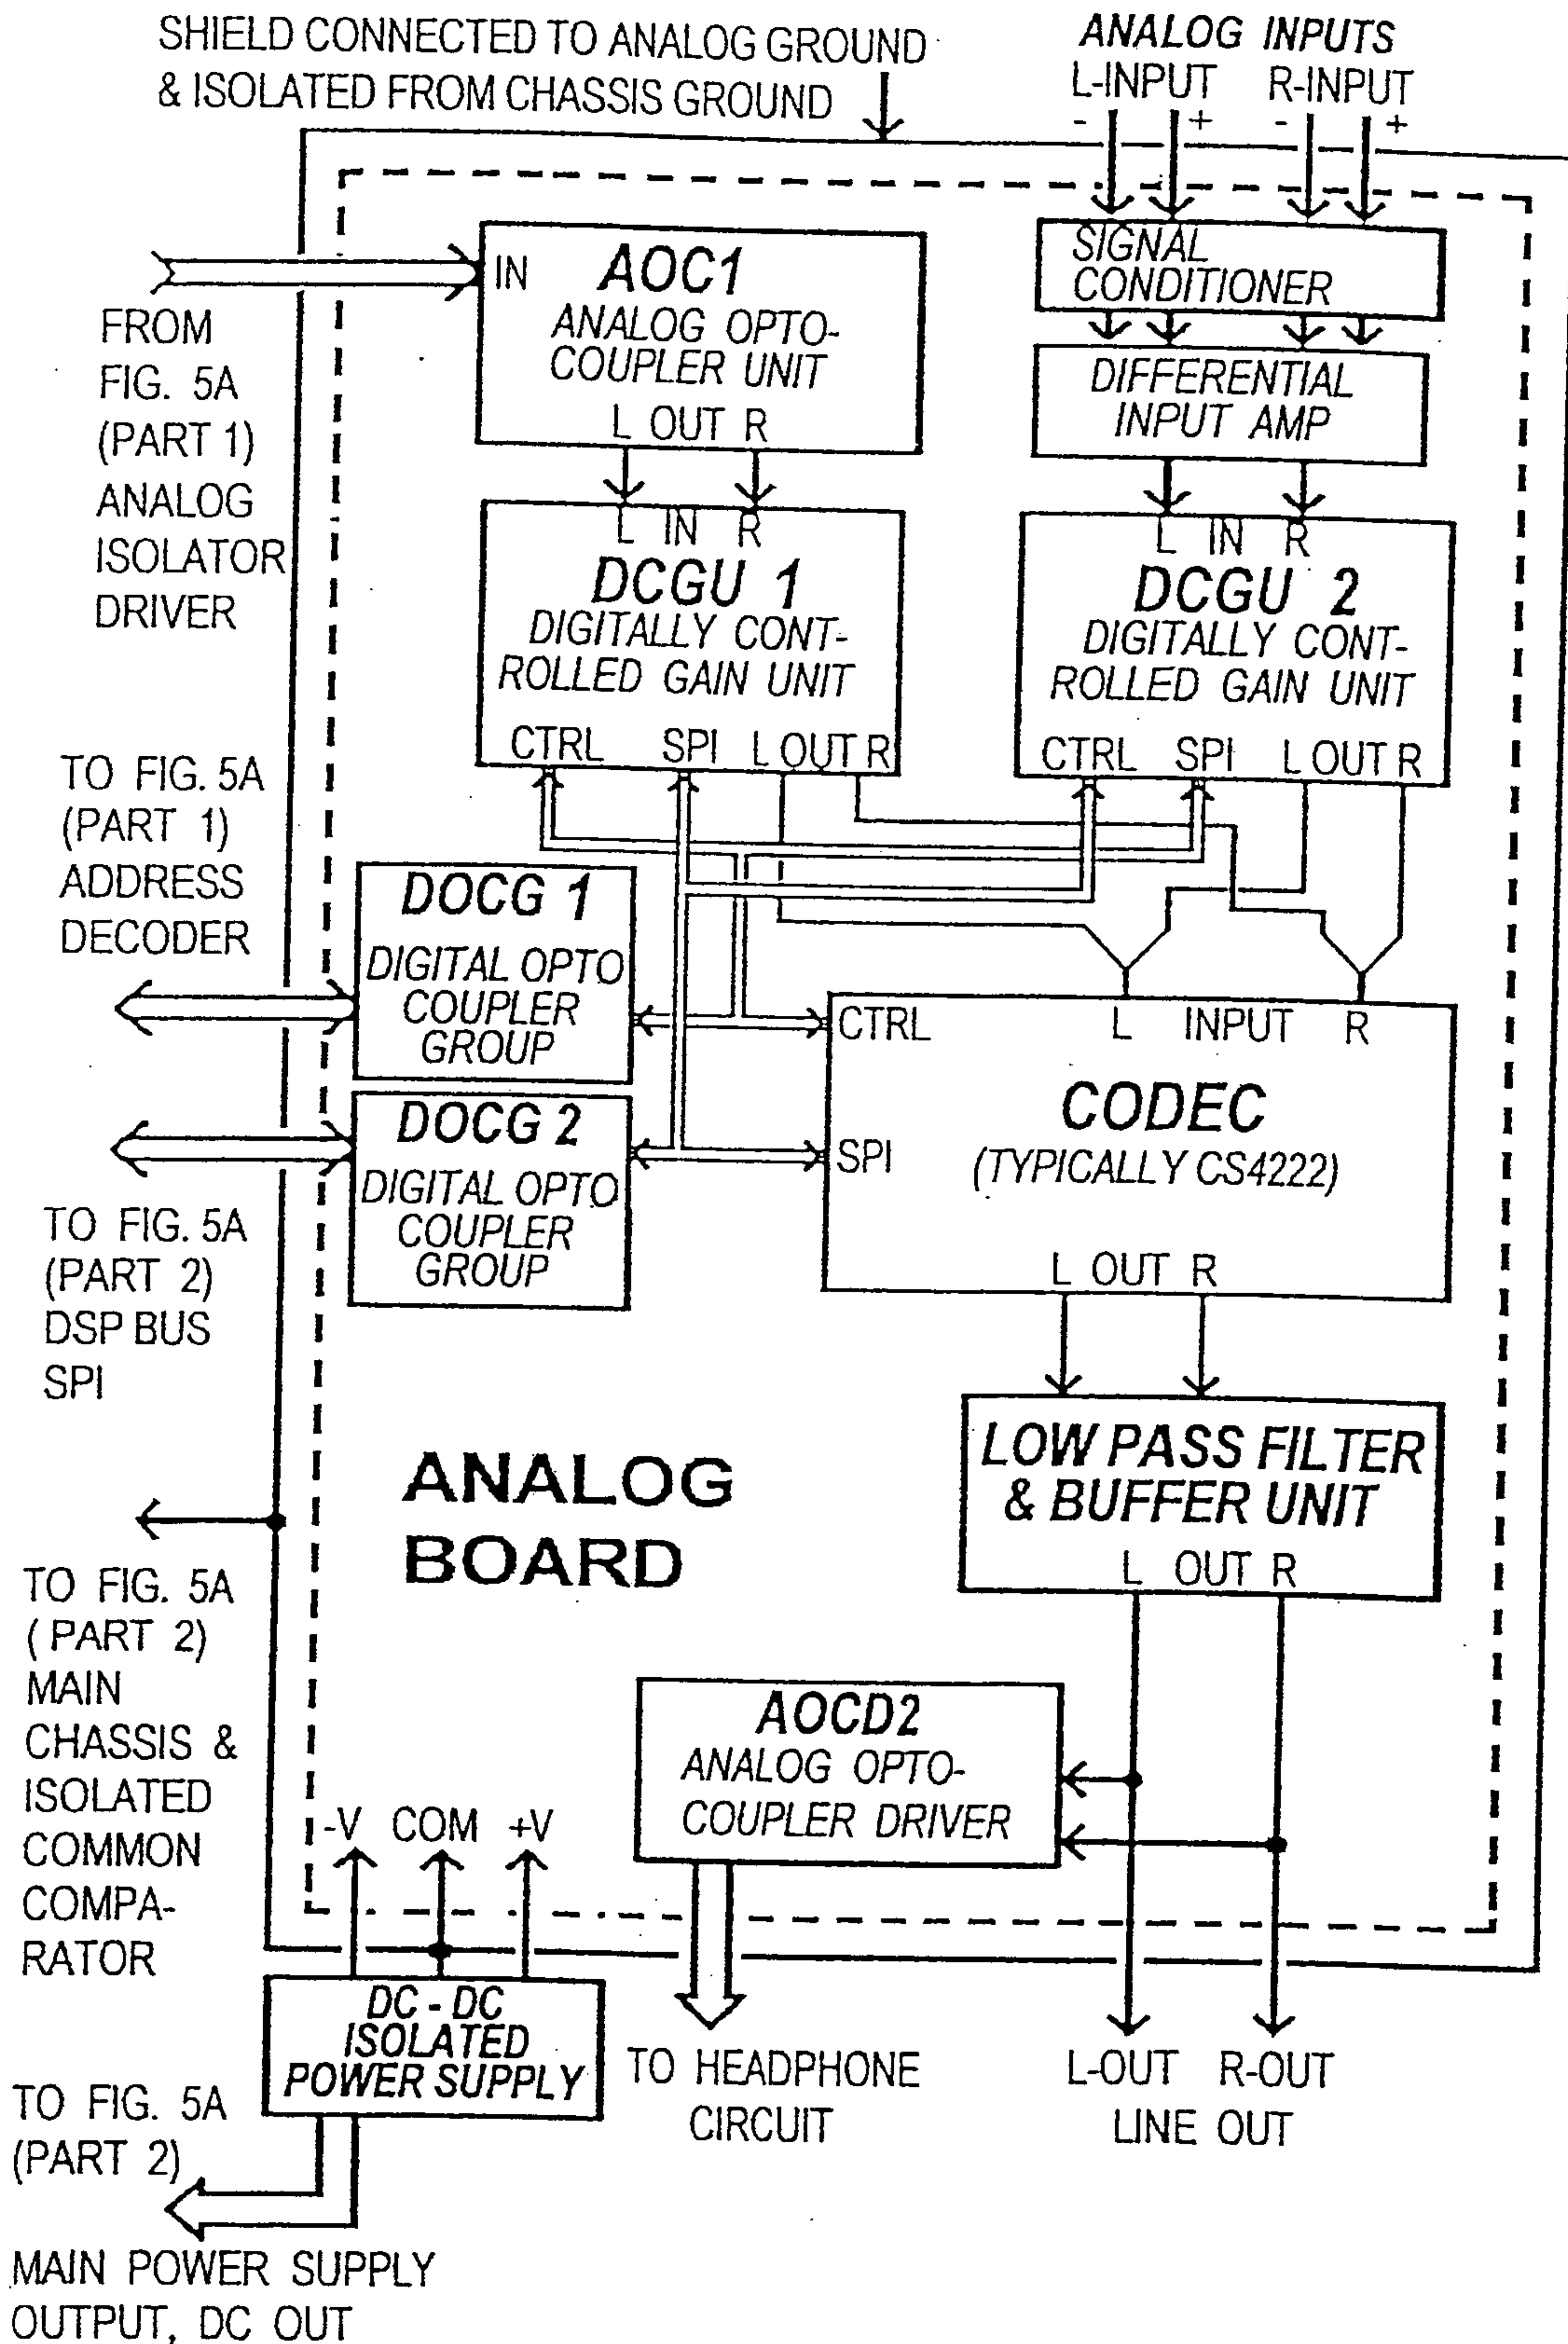 SHIELD CONNECTED TO ANALOG GROUND
& ISOLATED FROM CHASSIS GROUND
ANALOG INPUTS
L-INPUT R-INPUT
- + - +
IN AOC1
ANALOG OPTO-
COUPLER UNIT
L OUT R
SIGNAL
CONDITIONER
DIFFERENTIAL
INPUT AMP
FROM
FIG. 5A
(PART 1)
ANALOG
ISOLATOR
DRIVER
L IN R
DCGU 1
DIGITALLY CONT-
ROLLED GAIN UNIT
CTRL SPI L OUT R
L IN R
DCGU 2
DIGITALLY CONT-
ROLLED GAIN UNIT
CTRL SPI L OUT R
TO FIG. 5A
(PART 1)
ADDRESS
DECODER
DOCG 1
DIGITAL OPTO
COUPLER
GROUP
DOCG 2
DIGITAL OPTO
COUPLER
GROUP
CTRL L INPUT R
CODEC
SPI (TYPICALLY CS4222)
L OUT R
TO FIG. 5A
(PART 2)
DSP BUS
SPI
ANALOG
BOARD
LOW PASS FILTER
& BUFFER UNIT
L OUT R
TO FIG. 5A
( PART 2)
MAIN
CHASSIS &
ISOLATED
COMMON
COMPA-
RATOR
AOCD2
ANALOG OPTO-
COUPLER DRIVER
-V COM +V
DC - DC
ISOLATED
POWER SUPPLY
TO HEADPHONE
CIRCUIT
L-OUT R-OUT
LINE OUT
TO FIG. 5A
(PART 2)
MAIN POWER SUPPLY
OUTPUT, DC OUT